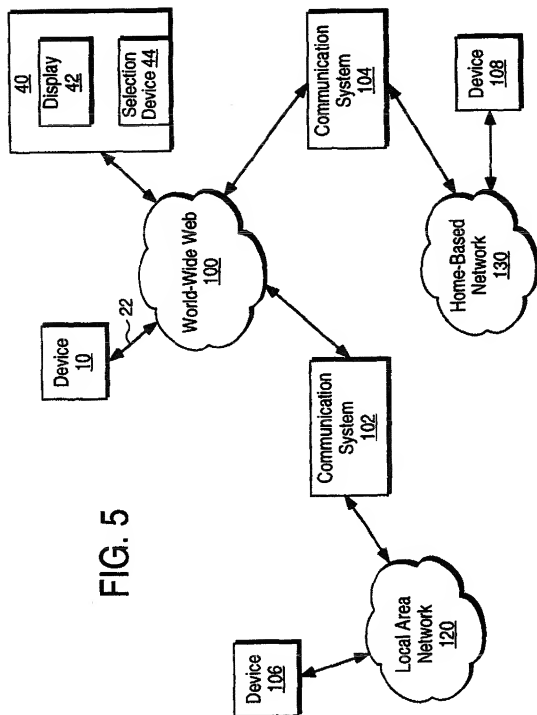 40
Display
42
Selection
Device 44
Device
10
22
World-Wide Web
100
Communication
System
104
Device
108
Home-Based
Network
130
Communication
System
102
FIG. 5
Local Area
Network
120
Device
106